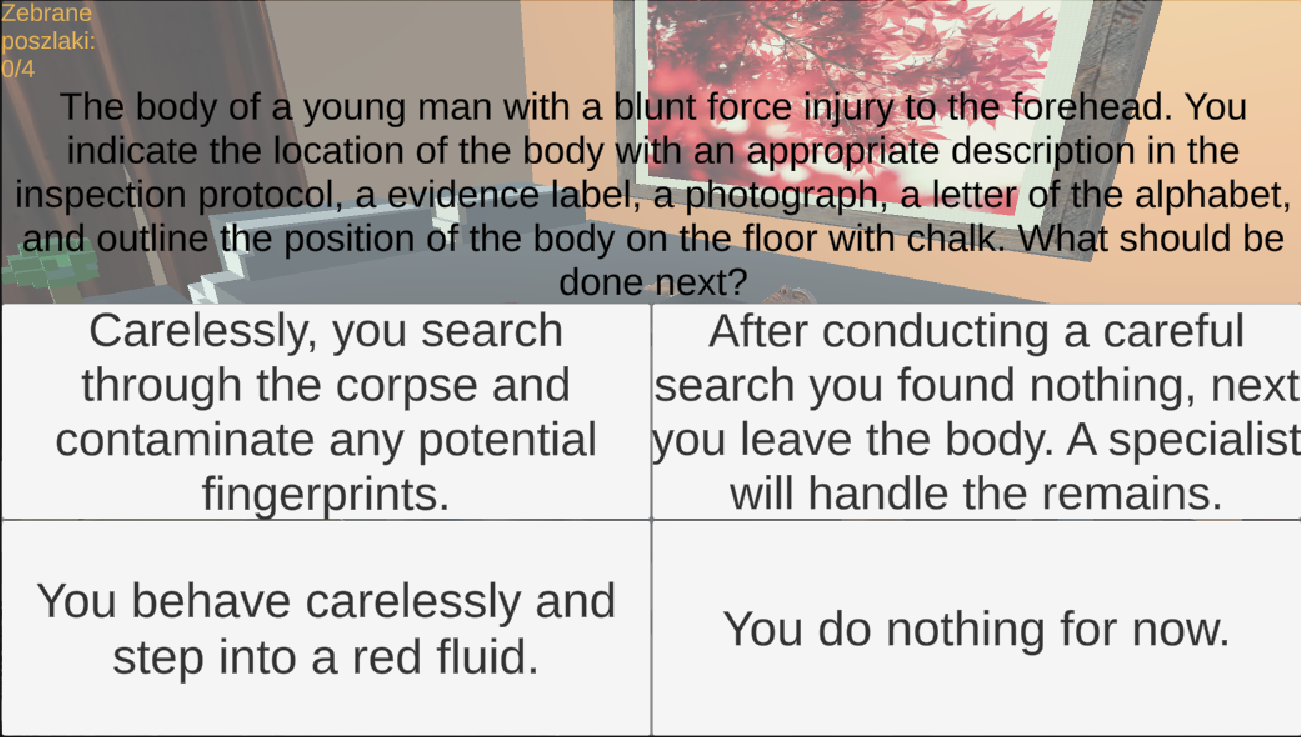 Zebrane
poszlaki:
0/4
The body of a young man with a blunt force injury to the forehead. You
indicate the location of the body with an appropriate description in the
inspection protocol, a evidence label, a photograph, a letter of the alphabet,
and outline the position of the body on the floor with chalk. What should be
done next?
Carelessly, you search
through the corpse and
contaminate any potential
fingerprints.
After conducting a careful
search you found nothing, next
you leave the body. A specialist
will handle the remains.
You behave carelessly and
step into a red fluid.
You do nothing for now.